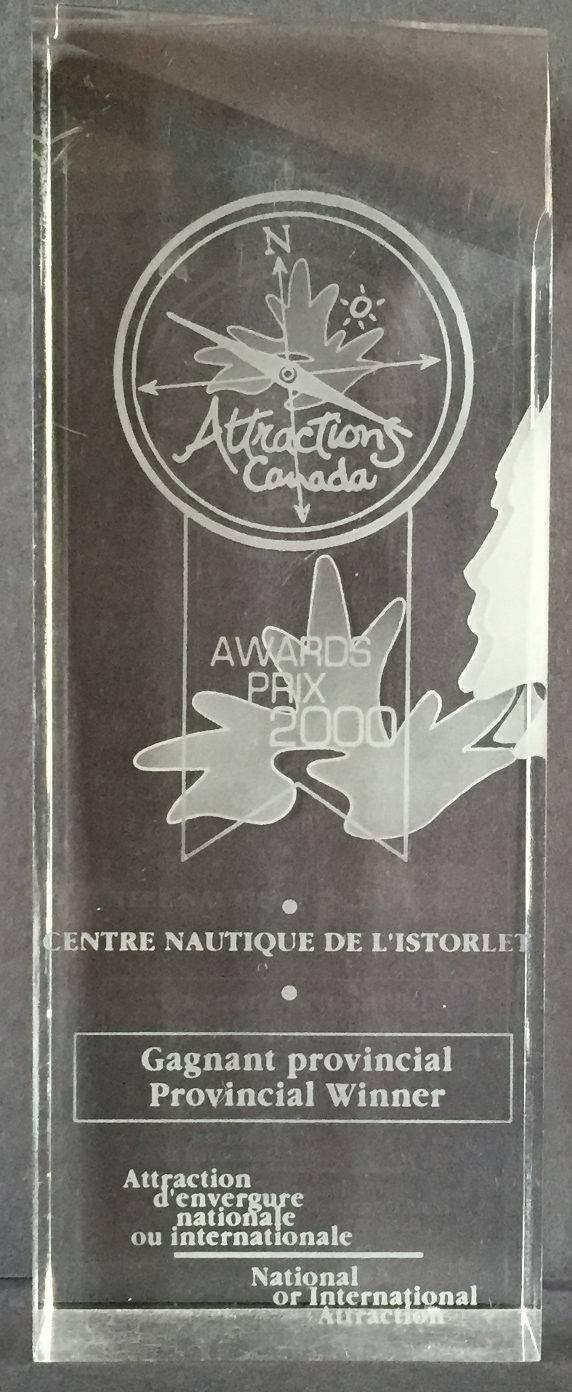 N
Attractions
Canada
AWARDS
PRIX
2000
CENTRE NAUTIQUE DE L'ISTORLET
Gagnant provincial
Provincial Winner
Attraction
d'envergure
nationale
ou internationale
National
or International
Attraction